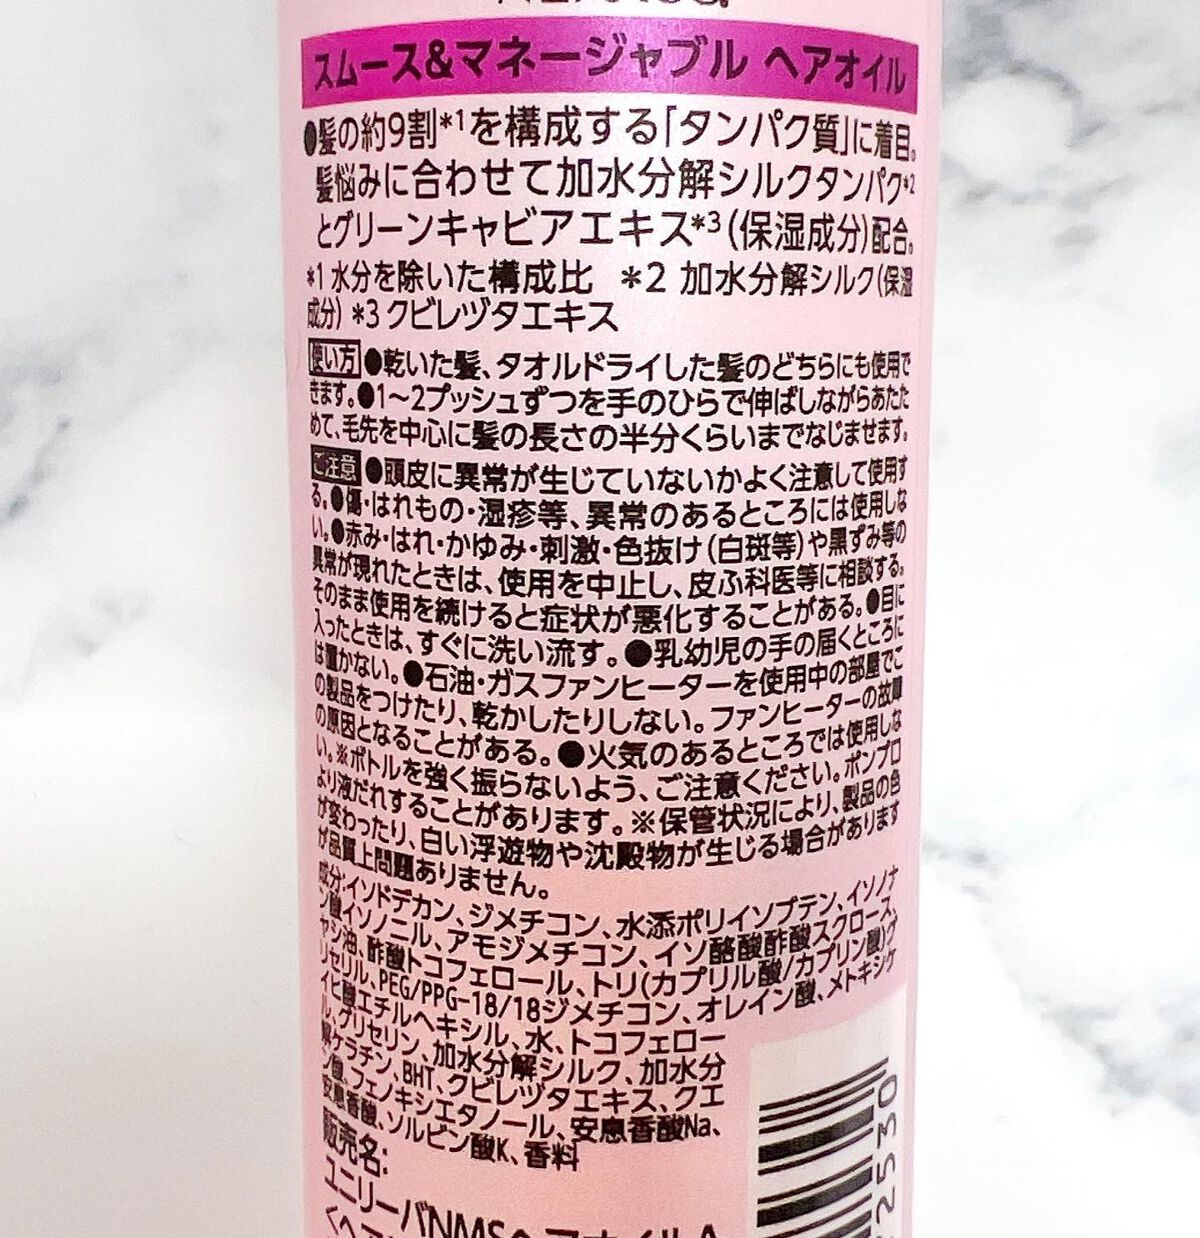 スムース&マネージャブル ヘアオイル
●髪の約9割*1を構成する「タンパク質」に着目。
髪悩みに合わせて加水分解シルクタンパク*2
とグリーンキャビアエキス*3(保湿成分)配合。
*1 水分を除いた構成比 *2 加水分解シルク(保湿
成分) *3 クビレヅタエキス
使い方 ●乾いた髪、タオルドライした髪のどちらにも使用で
きます。●1〜2プッシュずつを手のひらで伸ばしながらあたた
めて、毛先を中心に髪の長さの半分くらいまでなじませます。
ご注意 ●頭皮に異常が生じていないかよく注意して使用す
る。●傷・はれもの・湿疹等、異常のあるところには使用しな
い。●赤み・はれ・かゆみ・刺激・色抜け(白斑等)や黒ずみ等の
異常が現れたときは、使用を中止し、皮ふ科医等に相談する。
そのまま使用を続けると症状が悪化することがある。●目に
入ったときは、すぐに洗い流す。●乳幼児の手の届くところに
は置かない。●石油・ガスファンヒーターを使用中の部屋でこ
の製品をつけたり、乾かしたりしない。ファンヒーターの故障
の原因となることがある。●火気のあるところでは使用しな
い。※ボトルを強く振らないよう、ご注意ください。ポンプ口
より液だれすることがあります。※保管状況により、製品の色
が変わったり、白い浮遊物や沈殿物が生じる場合があります
が品質上問題ありません。
成分:イソドデカン、ジメチコン、水添ポリイソブテン、イソノナ
ン酸イソノニル、アモジメチコン、イソ酪酸酢酸スクロース、
ヤシ油、酢酸トコフェロール、トリ(カプリル酸/カプリン酸)グ
リセリル、PEG/PPG-18/18ジメチコン、オレイン酸、メトキシケ
イヒ酸エチルヘキシル、水、トコフェロー
ル、グリセリン、加水分解シルク、加水分
解ケラチン、BHT、クビレヅタエキス、クエ
ン酸、フェノキシエタノール、安息香酸Na、
安息香酸、ソルビン酸K、香料
販売名:
ユニリーバNMSヘアオイルA
22530